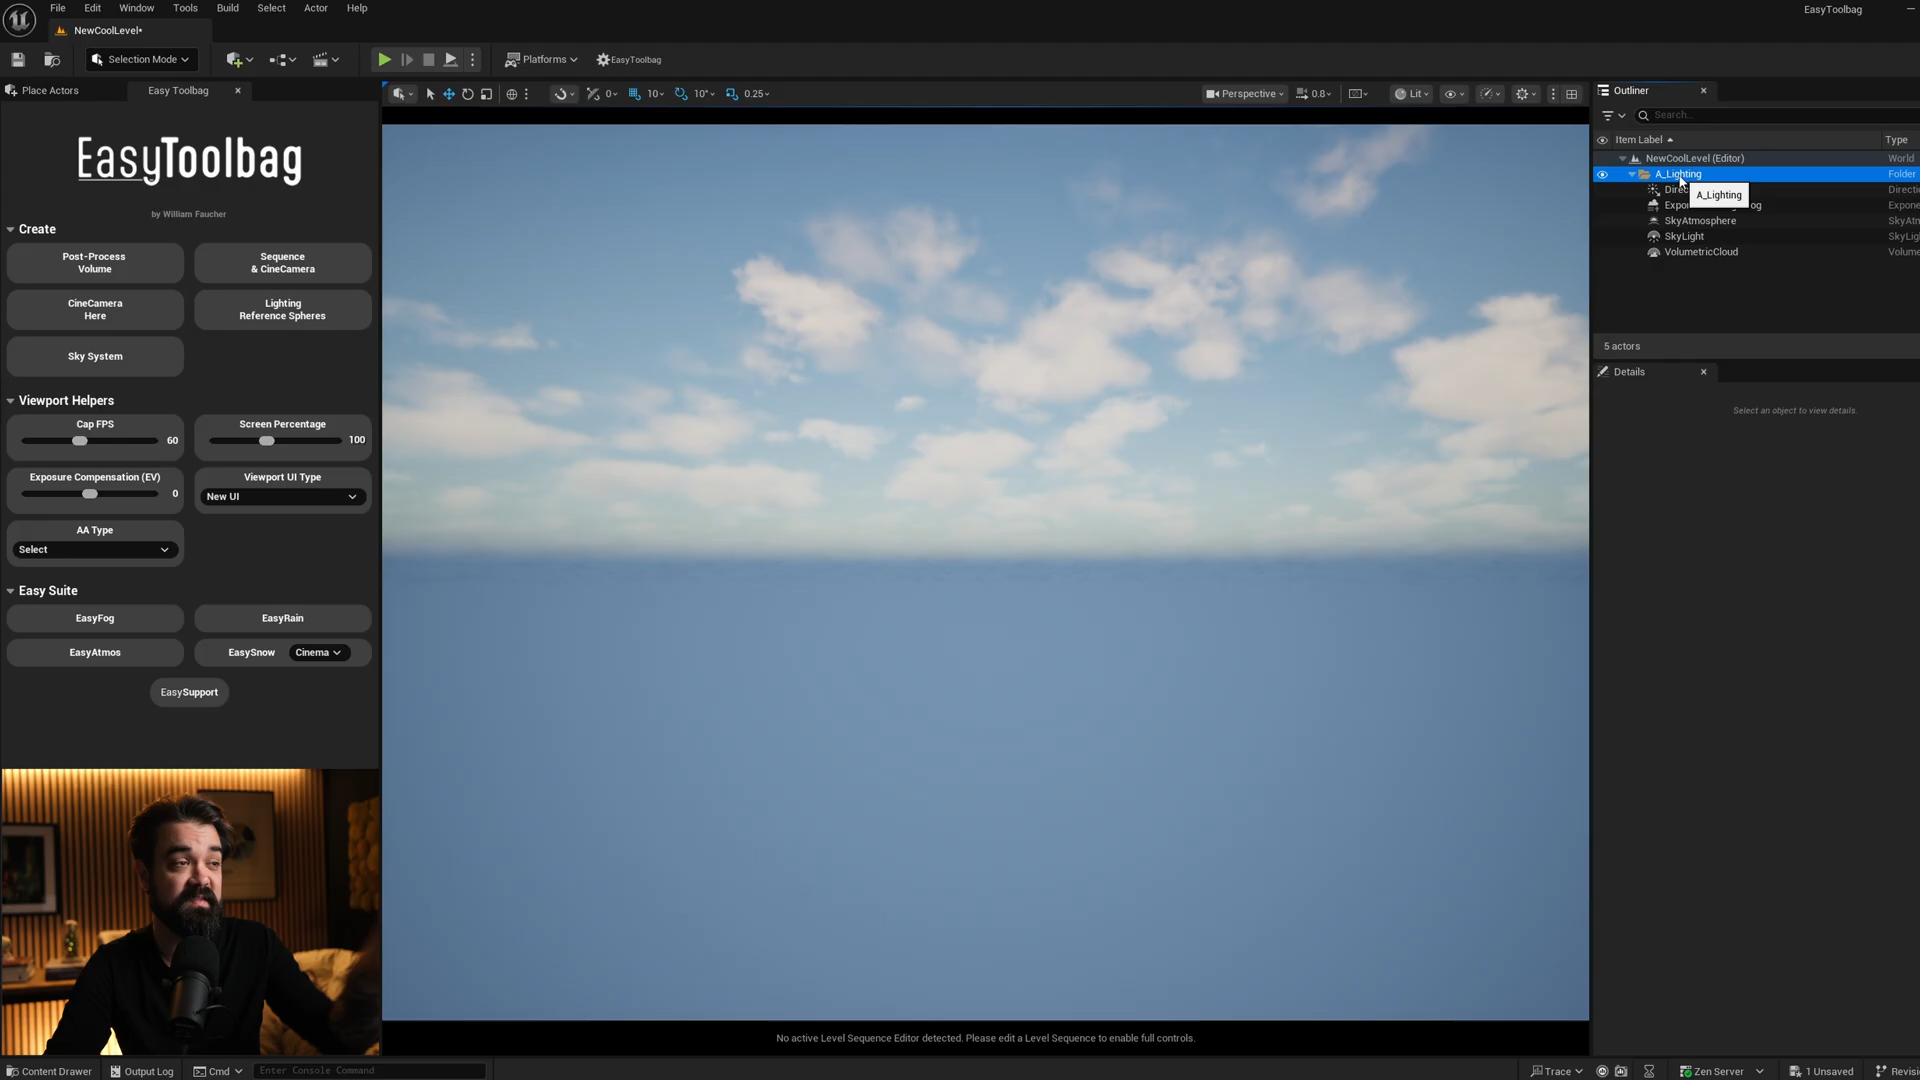 File Edit Window Tools Build Select Actor Help
EasyToolbag
NewCoolLevel*
Selection Mode
Platforms
EasyToolbag
Place Actors
Easy Toolbag
0
10
10°
0.25
Perspective
0.8
Lit
Outliner
Search...
Item Label
Type
NewCoolLevel (Editor)
World
A_Lighting
Folder
A_Lighting
SkyAtmosphere
SkyLight
VolumetricCloud
5 actors
Details
Select an object to view details.
EasyToolbag
by William Faucher
Create
Post-Process
Volume
Sequence
& CineCamera
CineCamera
Here
Lighting
Reference Spheres
Sky System
Viewport Helpers
Cap FPS
60
Screen Percentage
100
Exposure Compensation (EV)
0
Viewport UI Type
New UI
AA Type
Select
Easy Suite
EasyFog
EasyRain
EasyAtmos
EasySnow
Cinema
EasySupport
No active Level Sequence Editor detected. Please edit a Level Sequence to enable full controls.
Content Drawer
Output Log
Cmd
Enter Console Command
Trace
Zen Server
1 Unsaved